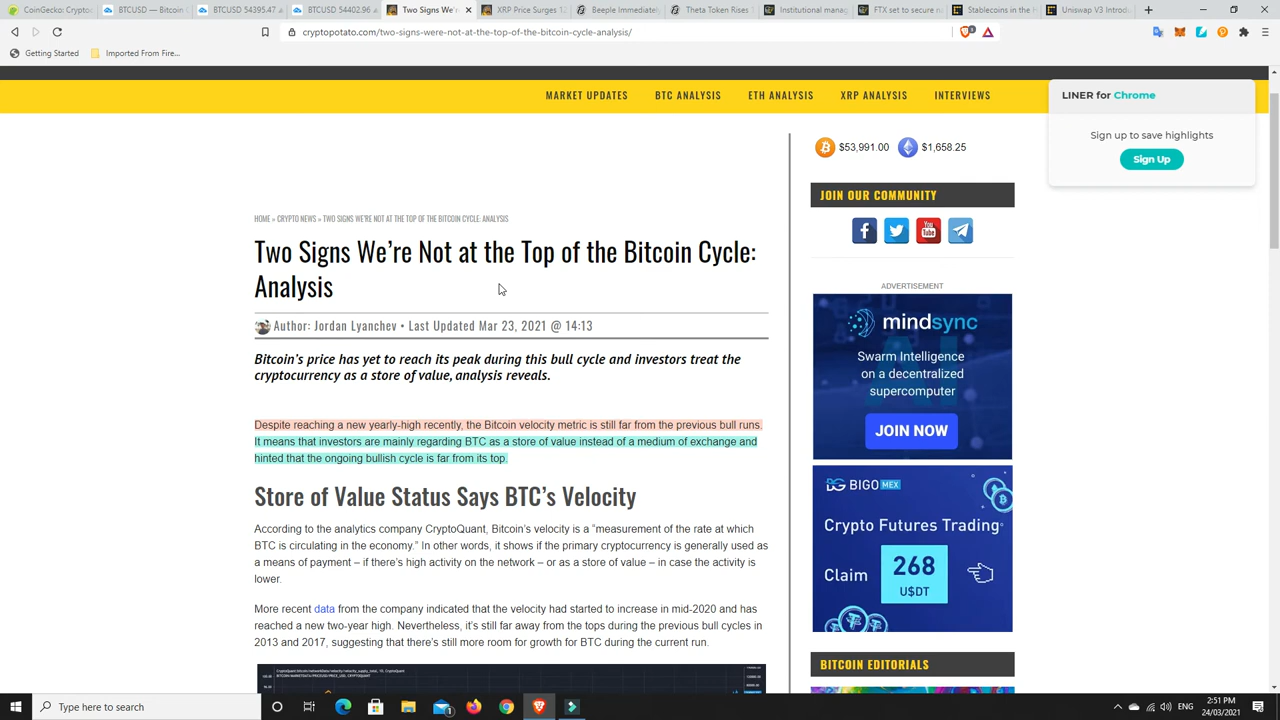 CoinGecko: Crypto
BTCUSD — Bitcoin
BTCUSD 54395.47
BTCUSD 54402.96
Two Signs We're
XRP Price Surges 1
Beeple Immediately
Theta Token Rises
Institutional manag
FTX set to secure n
Stablecoins in the H
Uniswap V3 Introdu
cryptopotato.com/two-signs-were-not-at-the-top-of-the-bitcoin-cycle-analysis/
Getting Started
Imported From Fire...
MARKET UPDATES BTC ANALYSIS ETH ANALYSIS XRP ANALYSIS INTERVIEWS
LINER for Chrome
Sign up to save highlights
Sign Up
$53,991.00 $1,658.25
JOIN OUR COMMUNITY
HOME » CRYPTO NEWS » TWO SIGNS WE'RE NOT AT THE TOP OF THE BITCOIN CYCLE: ANALYSIS
Two Signs We're Not at the Top of the Bitcoin Cycle:
Analysis
Author: Jordan Lyanchev • Last Updated Mar 23, 2021 @ 14:13
Bitcoin's price has yet to reach its peak during this bull cycle and investors treat the
cryptocurrency as a store of value, analysis reveals.
Despite reaching a new yearly-high recently, the Bitcoin velocity metric is still far from the previous bull runs.
It means that investors are mainly regarding BTC as a store of value instead of a medium of exchange and
hinted that the ongoing bullish cycle is far from its top.
Store of Value Status Says BTC's Velocity
According to the analytics company CryptoQuant, Bitcoin's velocity is a “measurement of the rate at which
BTC is circulating in the economy.” In other words, it shows if the primary cryptocurrency is generally used as
a means of payment – if there's high activity on the network – or as a store of value – in case the activity is
lower.
More recent data from the company indicated that the velocity had started to increase in mid-2020 and has
reached a new two-year high. Nevertheless, it's still far away from the tops during the previous bull cycles in
2013 and 2017, suggesting that there's still more room for growth for BTC during the current run.
ADVERTISEMENT
mindsync
Swarm Intelligence
on a decentralized
supercomputer
JOIN NOW
BIGO MEX
Crypto Futures Trading
Claim 268
U$DT
BITCOIN EDITORIALS
Type here to search
ENG
2:51 PM
24/03/2021